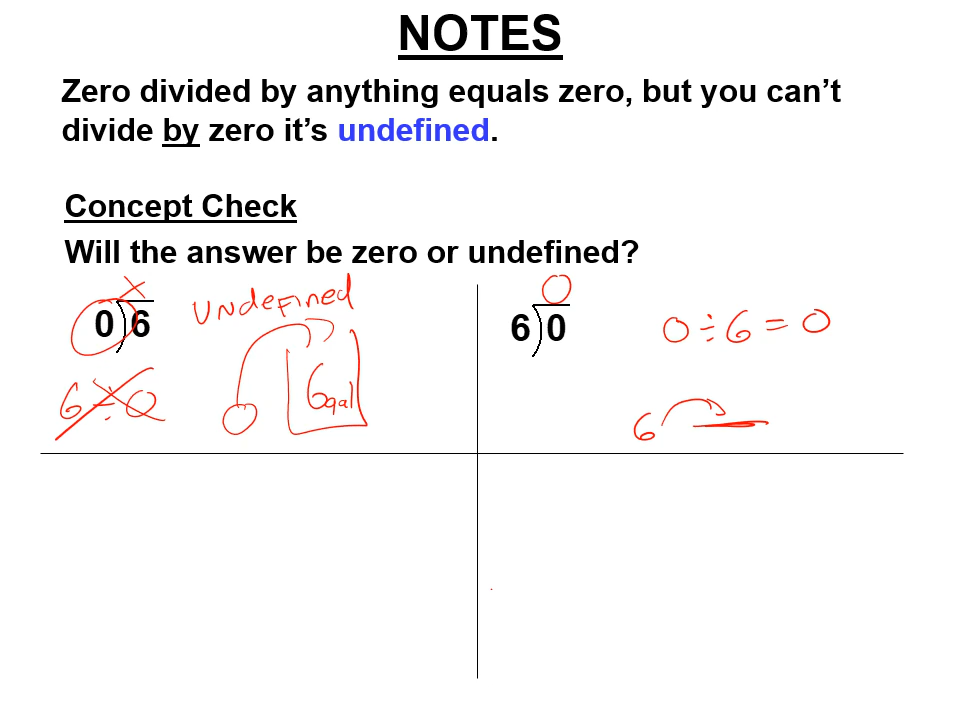 NOTES
Zero divided by anything equals zero, but you can't
divide by zero it's undefined.
Concept Check
Will the answer be zero or undefined?
x
0)6
undefined
6 ÷ 0
0
6gal
0
6)0
0 ÷ 6 = 0
6